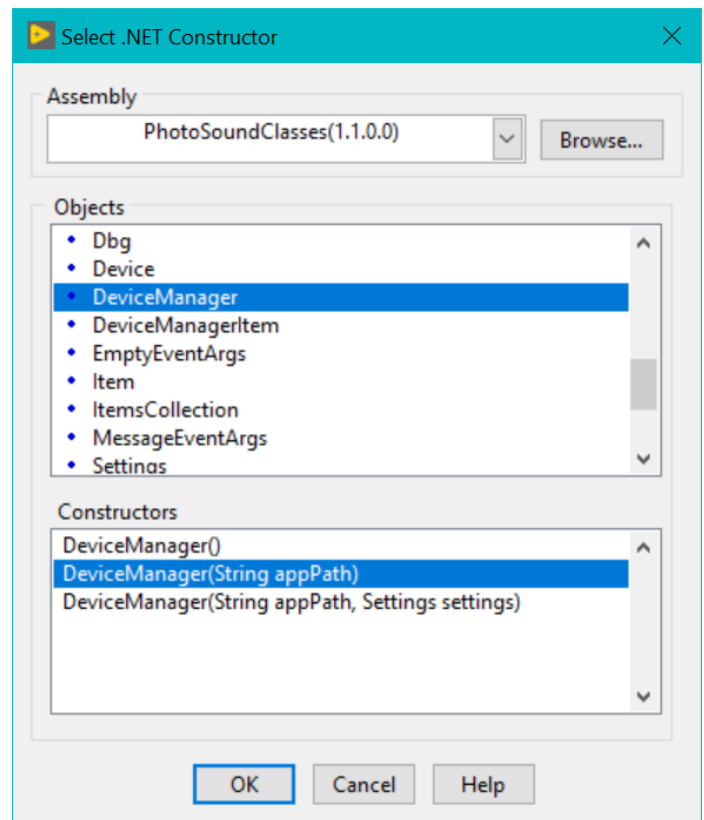 Select .NET Constructor
Assembly
PhotoSoundClasses(1.1.0.0)
Browse...
Objects
Dbg
Device
DeviceManager
DeviceManagerItem
EmptyEventArgs
Item
ItemsCollection
MessageEventArgs
Settings
Constructors
DeviceManager()
DeviceManager(String appPath)
DeviceManager(String appPath, Settings settings)
OK Cancel Help